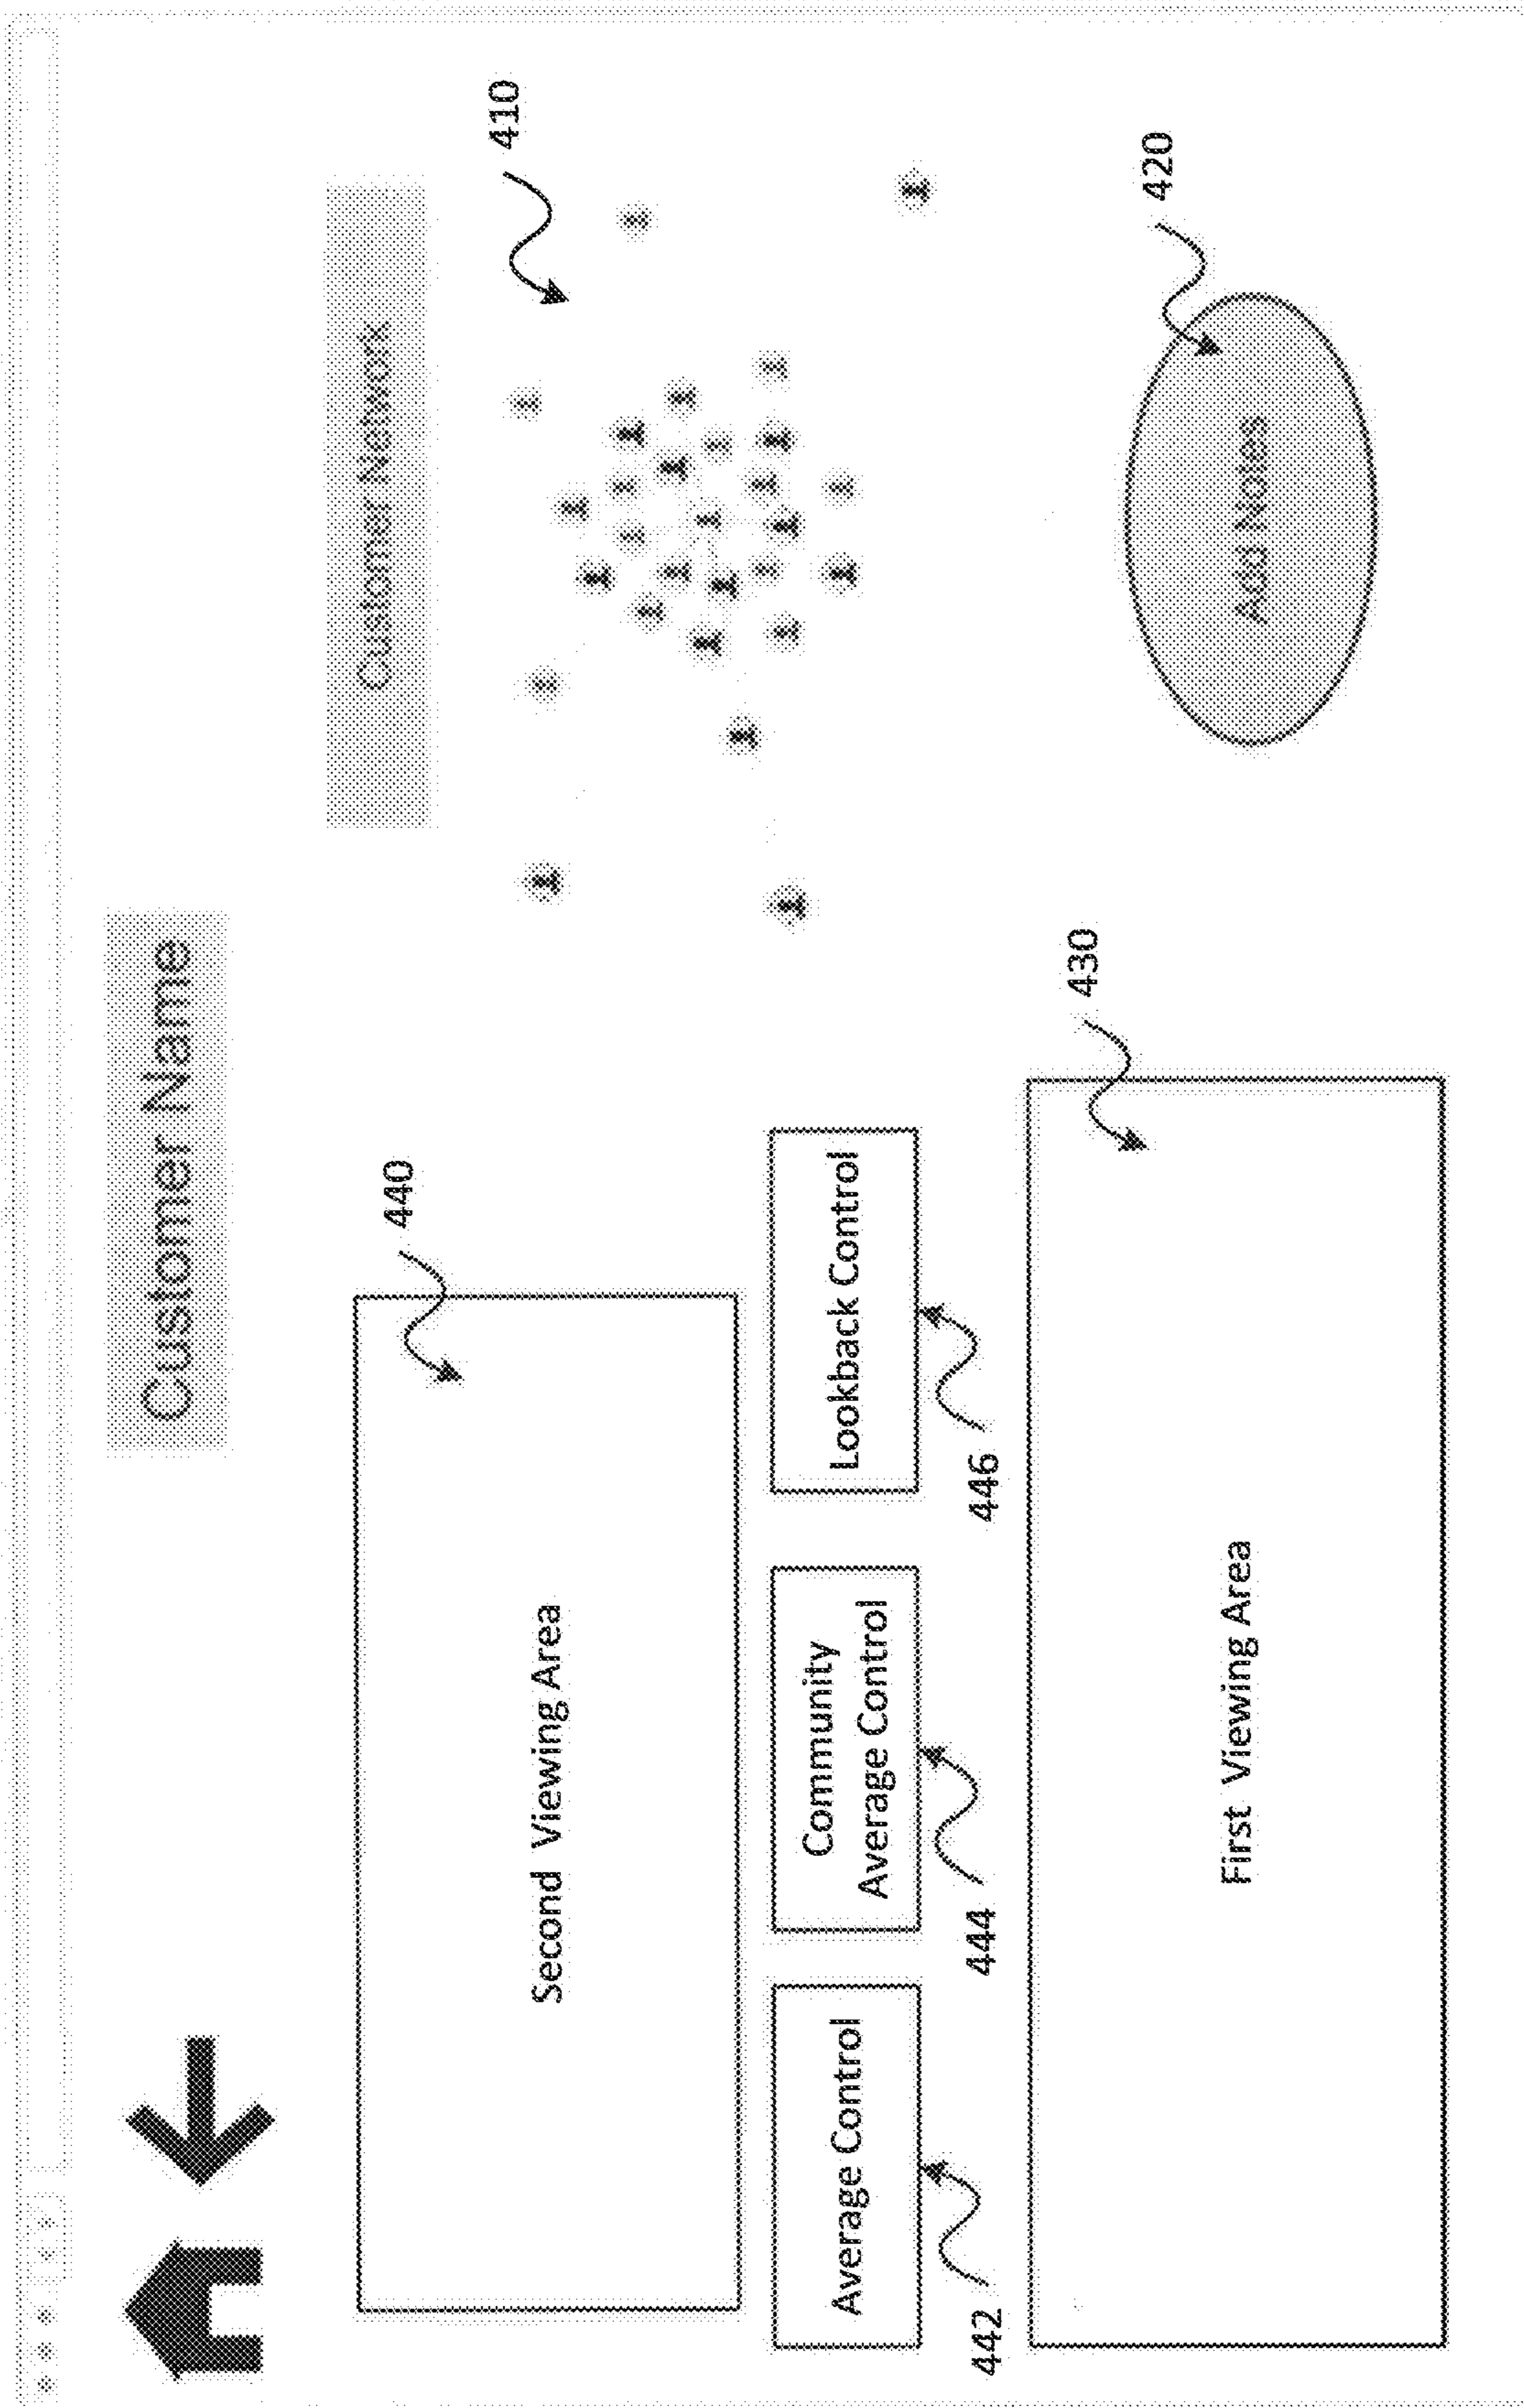 Customer Name
440
Second Viewing Area
Average Control
442
Community
Average Control
444
Lookback Control
446
430
First Viewing Area
Customer Network
410
420
Add Notes